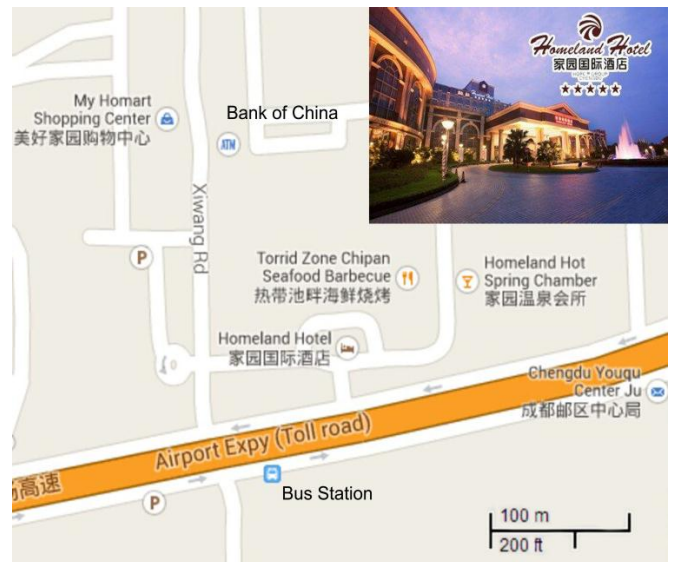 Homeland Hotel
家园国际酒店
★★★★★
My Homart
Shopping Center
美好家园购物中心
Bank of China
ATM
Xiwang Rd
P
Torrid Zone Chipan
Seafood Barbecue
热带池畔海鲜烧烤
Homeland Hot
Spring Chamber
家园温泉会所
Homeland Hotel
家园国际酒店
Chengdu Youqu
Center Ju
成都邮区中心局
Airport Expy (Toll road)
高速
P
Bus Station
100 m
200 ft